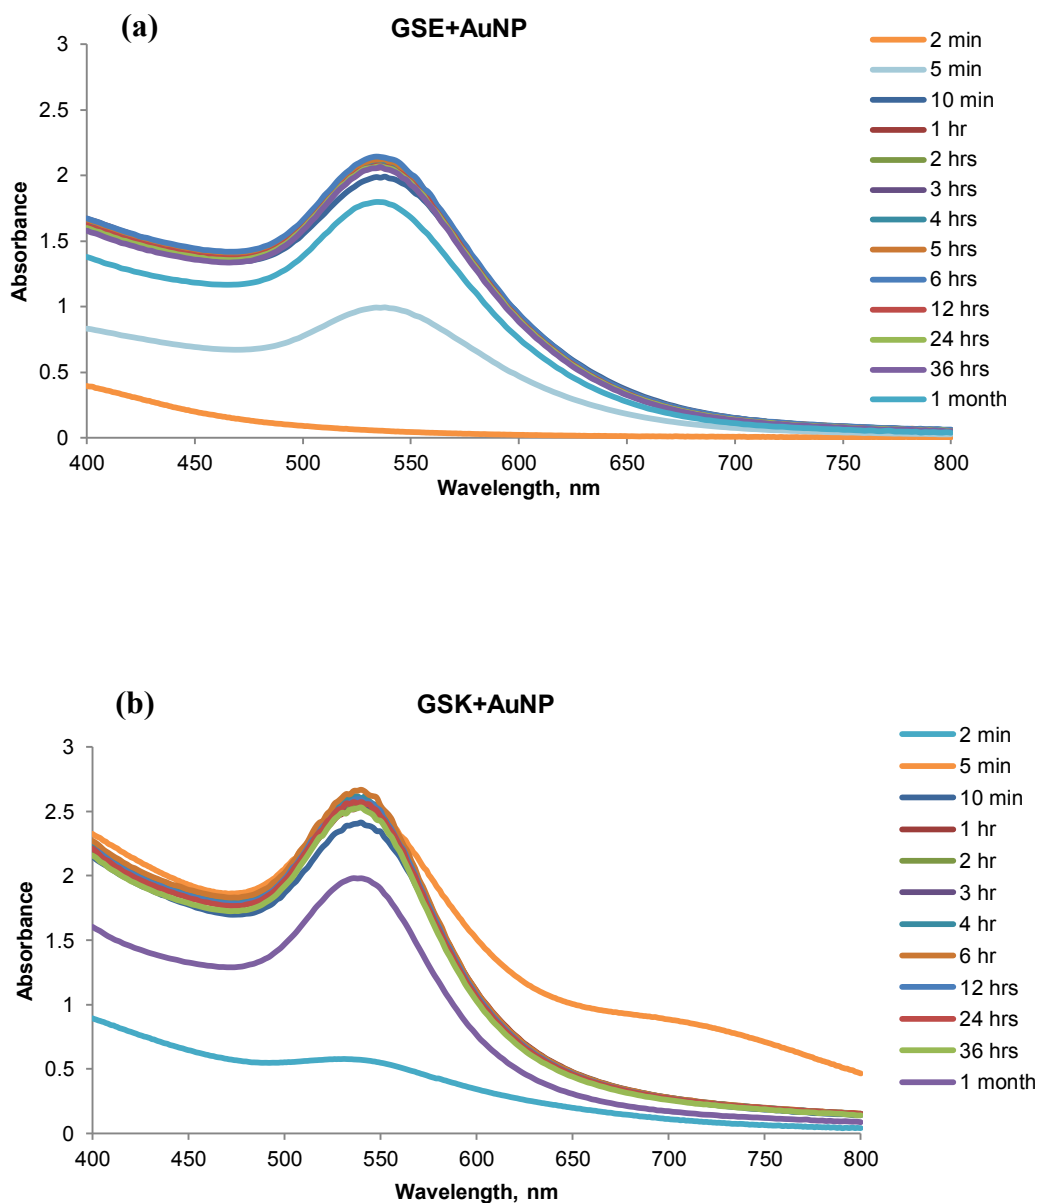 (a)
GSE+AuNP
3
2.5
2
1.5
1
0.5
0
Absorbance
400 450 500 550 600 650 700 750 800
Wavelength, nm
2 min
5 min
10 min
1 hr
2 hrs
3 hrs
4 hrs
5 hrs
6 hrs
12 hrs
24 hrs
36 hrs
1 month
(b)
GSK+AuNP
3
2.5
2
1.5
1
0.5
0
Absorbance
400 450 500 550 600 650 700 750 800
Wavelength, nm
2 min
5 min
10 min
1 hr
2 hr
3 hr
4 hr
6 hr
12 hrs
24 hrs
36 hrs
1 month